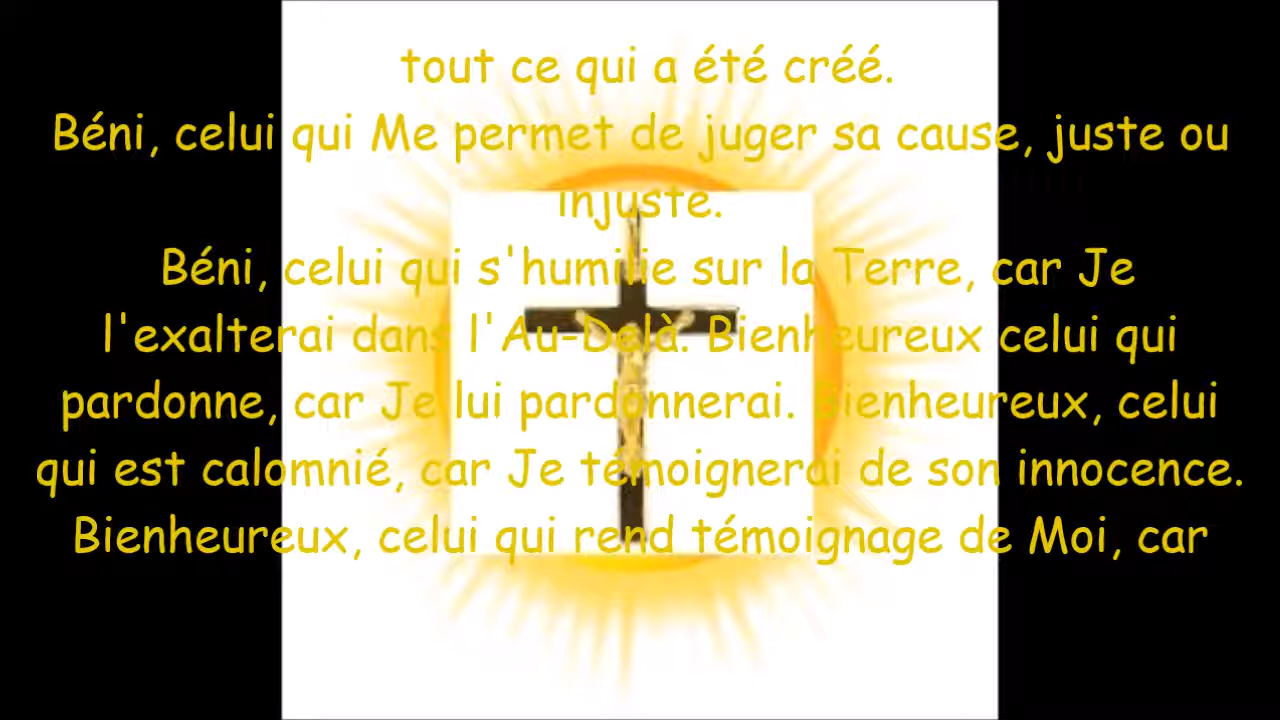 tout ce qui a été créé.
Béni, celui qui Me permet de juger sa cause, juste ou
injuste.
Béni, celui qui s'humilie sur la Terre, car Je
l'exalterai dans l'Au-Delà. Bienheureux celui qui
pardonne, car Je lui pardonnerai. Bienheureux, celui
qui est calomnié, car Je témoignerai de son innocence.
Bienheureux, celui qui rend témoignage de Moi, car